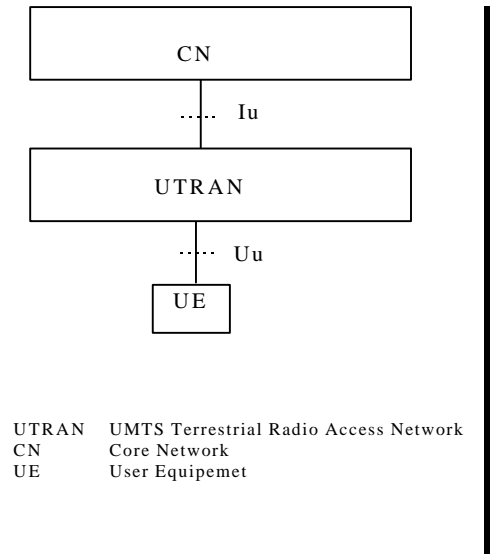 CN
Iu
UTRAN
Uu
UE
UTRAN UMTS Terrestrial Radio Access Network
CN Core Network
UE User Equipemet